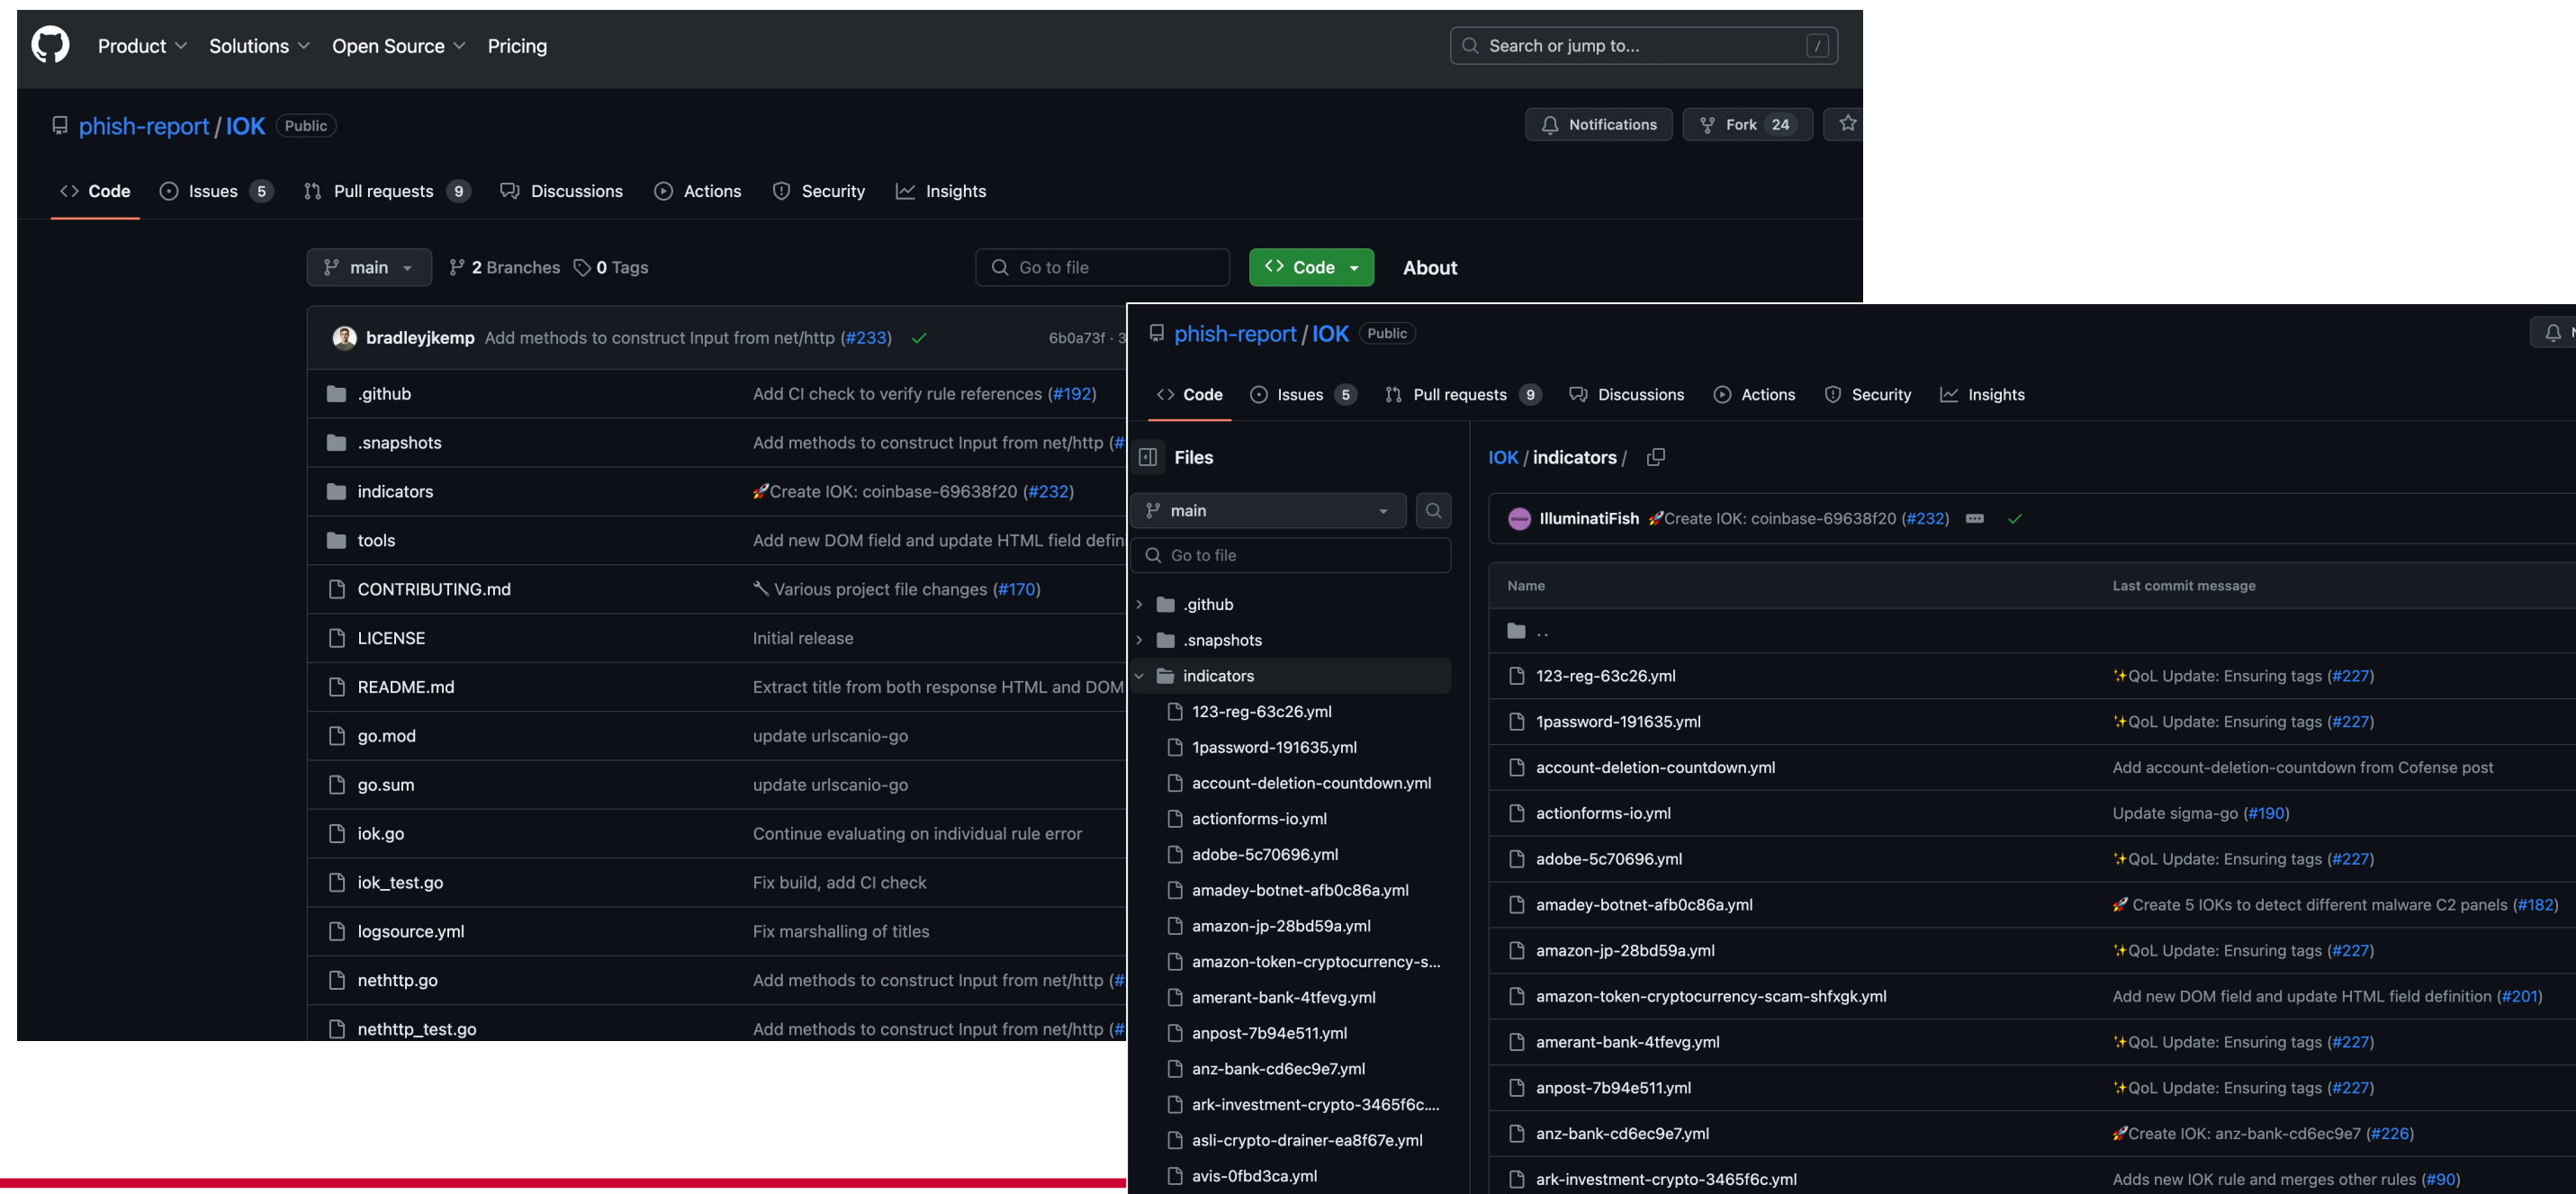 Product Solutions Open Source Pricing Search or jump to... /
phish-report / IOK Public Notifications Fork 24
Code Issues 5 Pull requests 9 Discussions Actions Security Insights
main 2 Branches 0 Tags Go to file Code About
bradleyjkemp Add methods to construct Input from net/http (#233) 6b0a73f · 3
.github Add CI check to verify rule references (#192)
.snapshots Add methods to construct Input from net/http (#
indicators 🚀Create IOK: coinbase-69638f20 (#232)
tools Add new DOM field and update HTML field defin
CONTRIBUTING.md 🔧 Various project file changes (#170)
LICENSE Initial release
README.md Extract title from both response HTML and DOM
go.mod update urlscanio-go
go.sum update urlscanio-go
iok.go Continue evaluating on individual rule error
iok_test.go Fix build, add CI check
logsource.yml Fix marshalling of titles
nethttp.go Add methods to construct Input from net/http (#
nethttp_test.go Add methods to construct Input from net/http (#
phish-report / IOK Public N
Code Issues 5 Pull requests 9 Discussions Actions Security Insights
Files
main
Go to file
.github
.snapshots
indicators
123-reg-63c26.yml
1password-191635.yml
account-deletion-countdown.yml
actionforms-io.yml
adobe-5c70696.yml
amadey-botnet-afb0c86a.yml
amazon-jp-28bd59a.yml
amazon-token-cryptocurrency-s...
amerant-bank-4tfevg.yml
anpost-7b94e511.yml
anz-bank-cd6ec9e7.yml
ark-investment-crypto-3465f6c....
asli-crypto-drainer-ea8f67e.yml
avis-0fbd3ca.yml
IOK / indicators /
IlluminatiFish 🚀Create IOK: coinbase-69638f20 (#232)
Name Last commit message
..
123-reg-63c26.yml ✨QoL Update: Ensuring tags (#227)
1password-191635.yml ✨QoL Update: Ensuring tags (#227)
account-deletion-countdown.yml Add account-deletion-countdown from Cofense post
actionforms-io.yml Update sigma-go (#190)
adobe-5c70696.yml ✨QoL Update: Ensuring tags (#227)
amadey-botnet-afb0c86a.yml 🚀 Create 5 IOKs to detect different malware C2 panels (#182)
amazon-jp-28bd59a.yml ✨QoL Update: Ensuring tags (#227)
amazon-token-cryptocurrency-scam-shfxgk.yml Add new DOM field and update HTML field definition (#201)
amerant-bank-4tfevg.yml ✨QoL Update: Ensuring tags (#227)
anpost-7b94e511.yml ✨QoL Update: Ensuring tags (#227)
anz-bank-cd6ec9e7.yml 🚀Create IOK: anz-bank-cd6ec9e7 (#226)
ark-investment-crypto-3465f6c.yml Adds new IOK rule and merges other rules (#90)